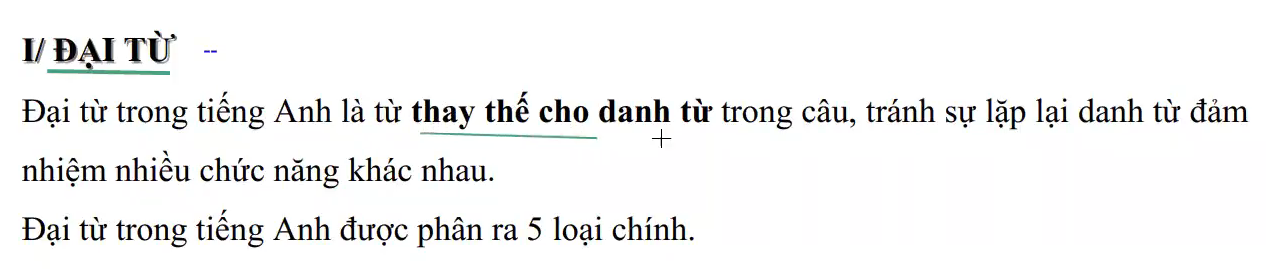 I/ ĐẠI TỪ --
Đại từ trong tiếng Anh là từ thay thế cho danh từ trong câu, tránh sự lặp lại danh từ đảm
nhiệm nhiều chức năng khác nhau.
Đại từ trong tiếng Anh được phân ra 5 loại chính.